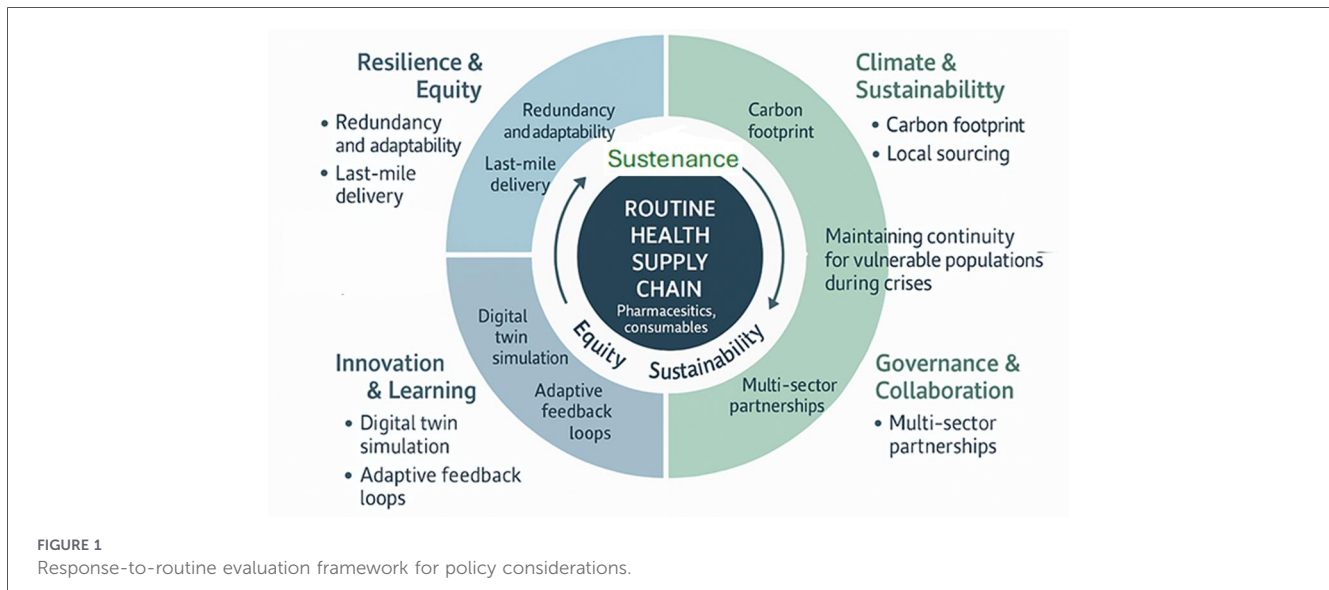 Resilience &
Equity
• Redundancy
and adaptability
• Last-mile
delivery
Redundancy
and adaptability
Last-mile
delivery
Carbon
footprint
Climate &
Sustainabilitty
• Carbon footprint
• Local sourcing
Sustenance
ROUTINE
HEALTH
SUPPLY
CHAIN
Pharmacesitics,
consumables
Equity
Sustainability
Maintaining continuity
for vulnerable populations
during crises
Digital
twin
simulation
Adaptive
feedback
loops
Multi-sector
partnerships
Innovation
& Learning
• Digital twin
simulation
• Adaptive feedback
loops
Governance &
Collaboration
• Multi-sector
partnerships
FIGURE 1
Response-to-routine evaluation framework for policy considerations.